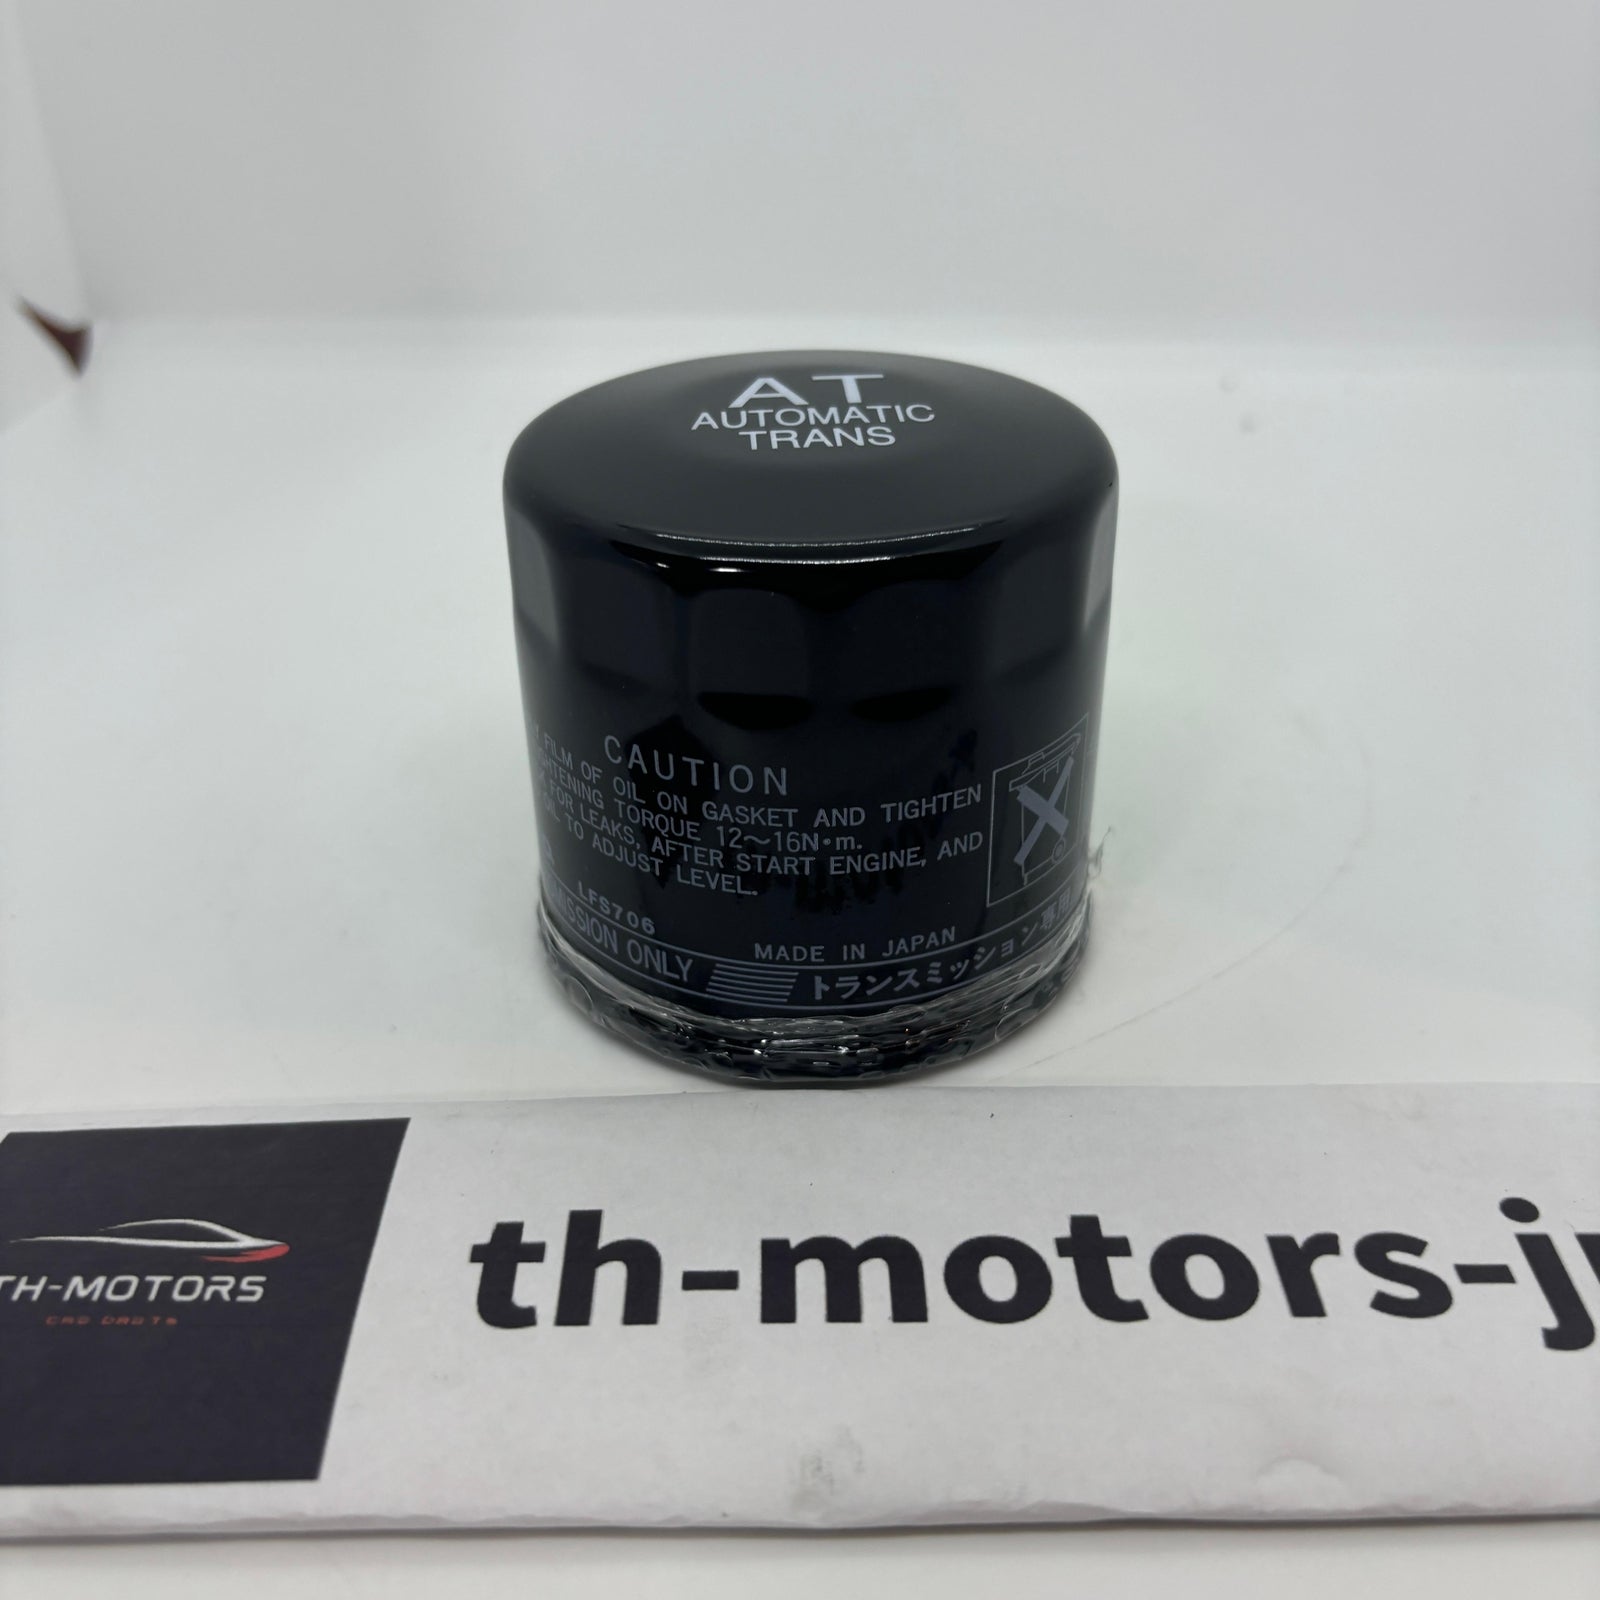 AT
AUTOMATIC
TRANS
CAUTION
FILM OF OIL ON GASKET AND TIGHTEN
TORQUE 12～16N·m.
FOR LEAKS, AFTER START ENGINE, AND
OIL TO ADJUST LEVEL.
LFS706
MADE IN JAPAN
ONLY
トランスミッション専用
TH-MOTORS
th-motors-j